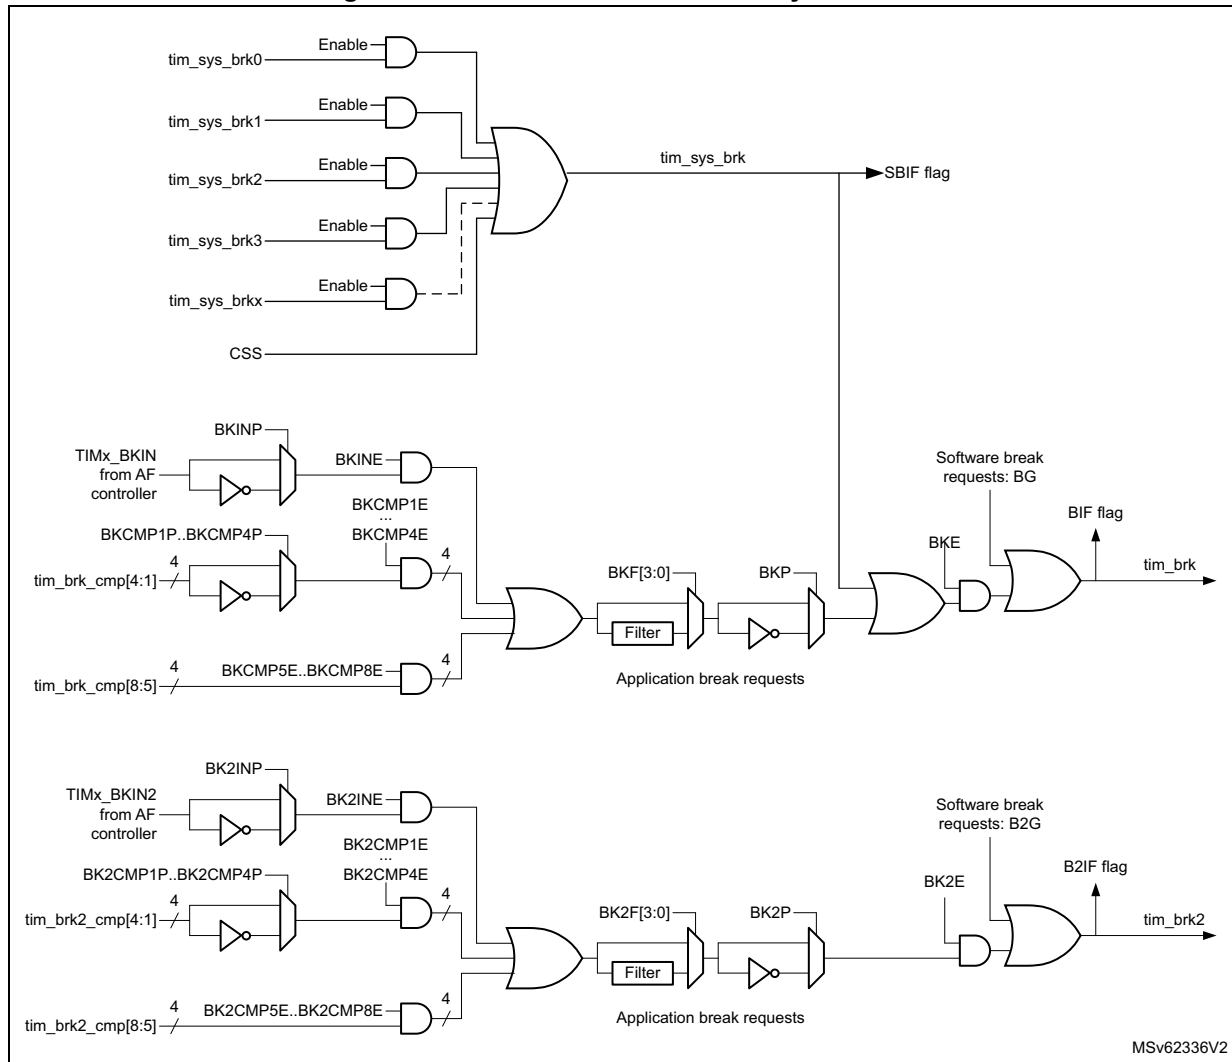 Enable
tim_sys_brk0
Enable
tim_sys_brk1
Enable
tim_sys_brk2
Enable
tim_sys_brk3
Enable
tim_sys_brkx
CSS
tim_sys_brk
SBIF flag
BKINP
TIMx_BKIN
from AF
controller
BKINE
BKCMP1E
...
BKCMP4E
BKCMP1P..BKCMP4P
4
tim_brk_cmp[4:1]
4
BKF[3:0]
BKP
Filter
4
tim_brk_cmp[8:5]
BKCMP5E..BKCMP8E
4
Application break requests
Software break
requests: BG
BKE
BIF flag
tim_brk
BK2INP
TIMx_BKIN2
from AF
controller
BK2INE
BK2CMP1E
...
BK2CMP4E
BK2CMP1P..BK2CMP4P
4
tim_brk2_cmp[4:1]
4
BK2F[3:0]
BK2P
Filter
4
tim_brk2_cmp[8:5]
BK2CMP5E..BK2CMP8E
4
Application break requests
Software break
requests: B2G
BK2E
B2IF flag
tim_brk2
MSv62336V2